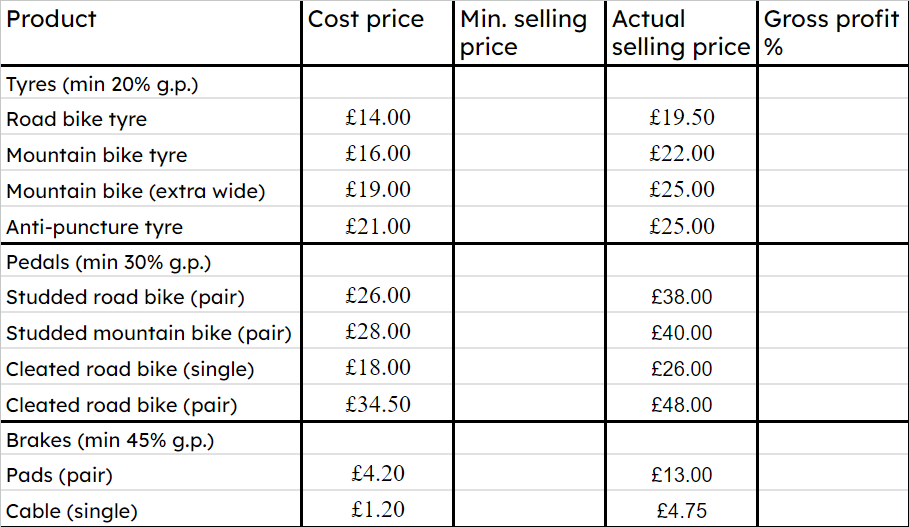 Product Cost price Min. selling price Actual selling price Gross profit %
Tyres (min 20% g.p.)
Road bike tyre £14.00 £19.50
Mountain bike tyre £16.00 £22.00
Mountain bike (extra wide) £19.00 £25.00
Anti-puncture tyre £21.00 £25.00
Pedals (min 30% g.p.)
Studded road bike (pair) £26.00 £38.00
Studded mountain bike (pair) £28.00 £40.00
Cleated road bike (single) £18.00 £26.00
Cleated road bike (pair) £34.50 £48.00
Brakes (min 45% g.p.)
Pads (pair) £4.20 £13.00
Cable (single) £1.20 £4.75